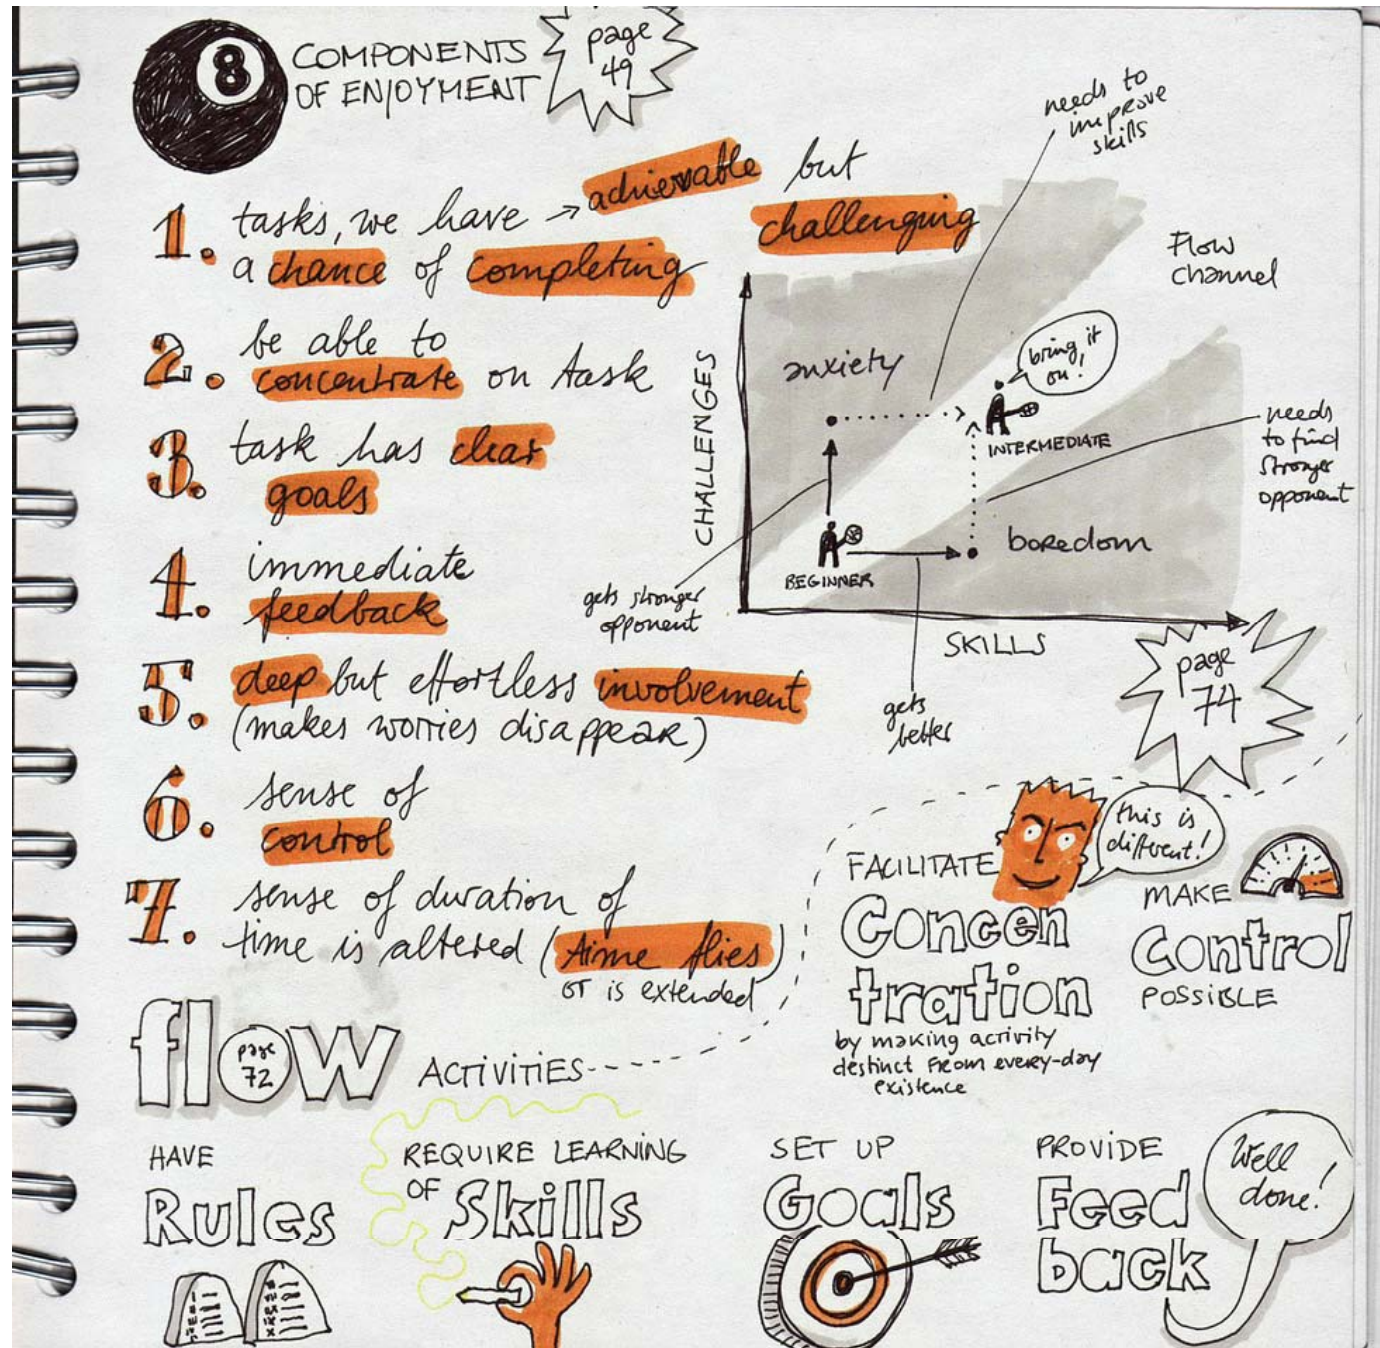 8
COMPONENTS
OF ENJOYMENT
page
49
1. tasks, we have → achievable but
challenging
a chance of completing
2. be able to
concentrate on task
3. task has clear
goals
4. immediate
feedback
5. deep but effortless involvement
(makes worries disappear)
6. sense of
control
7. sense of duration of
time is altered (time flies)
or is extended
needs to
improve
skills
Flow
channel
CHALLENGES
anxiety
bring it
on!
INTERMEDIATE
needs
to find
stronger
opponent
boredom
BEGINNER
gets stronger
opponent
SKILLS
gets
better
page
74
flow
page
72
ACTIVITIES
FACILITATE
Concen
tration
by making activity
destinct from every-day
existence
this is
different!
MAKE
Control
POSSIBLE
HAVE
Rules
I
REQUIRE LEARNING
OF Skills
SET UP
Goals
PROVIDE
Feed
back
Well
done!